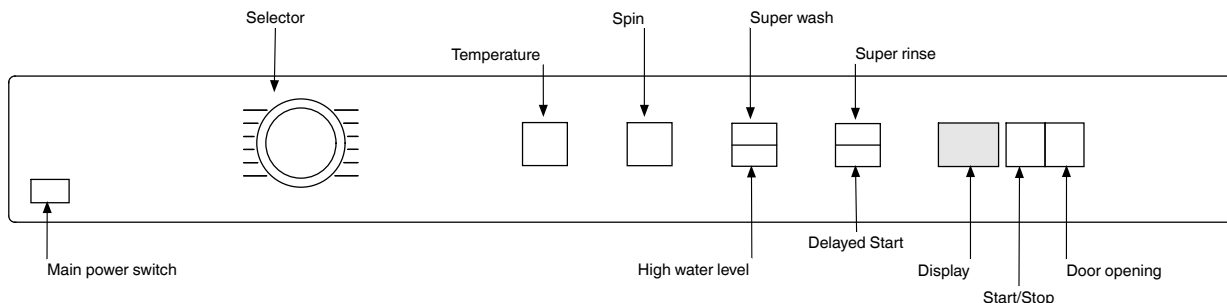 Selector
Spin
Super wash
Temperature
Super rinse
Main power switch
High water level
Delayed Start
Display
Door opening
Start/Stop